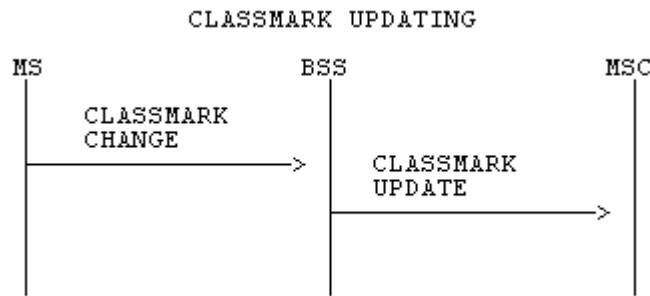 CLASSMARK UPDATING
MS BSS MSC
CLASSMARK
CHANGE
CLASSMARK
UPDATE